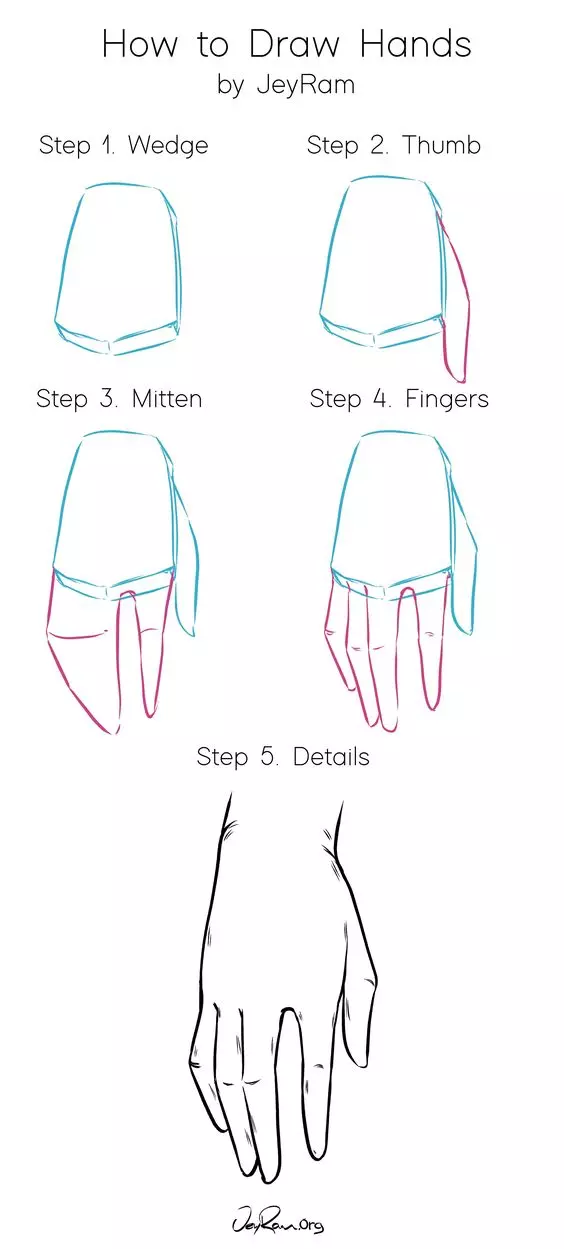 How to Draw Hands
by JeyRam
Step 1. Wedge
Step 2. Thumb
Step 3. Mitten
Step 4. Fingers
Step 5. Details
JeyRam.Org